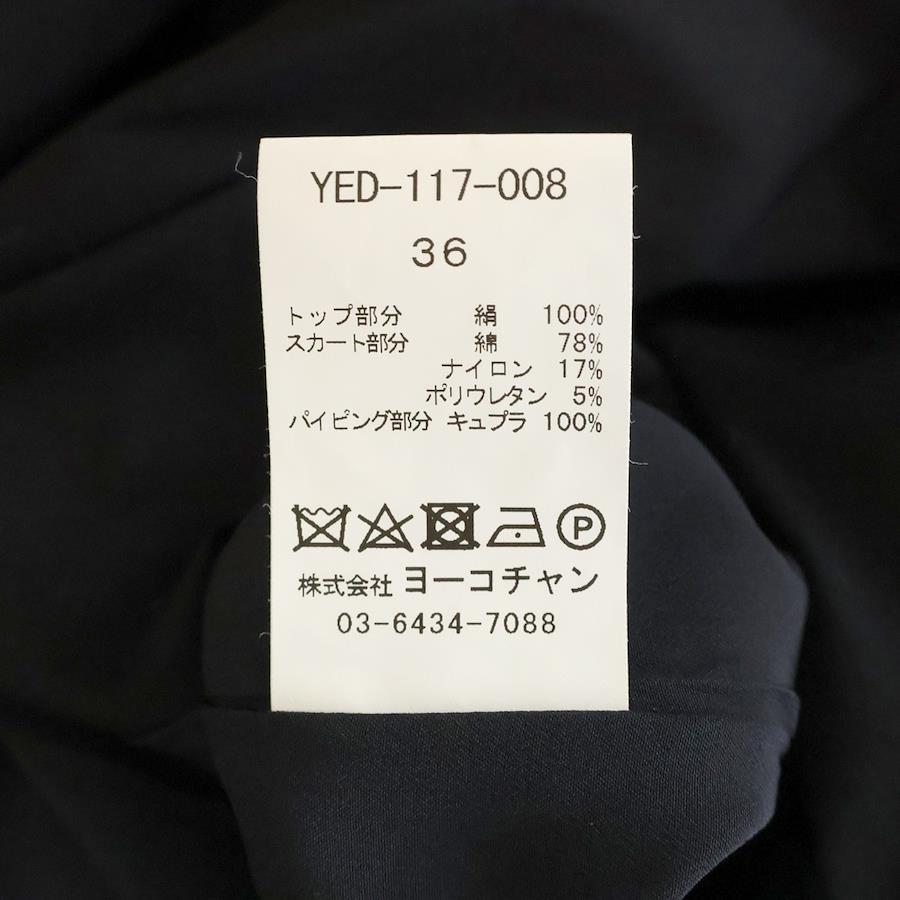 YED-117-008
36
トップ部分 絹 100%
スカート部分 綿 78%
ナイロン 17%
ポリウレタン 5%
パイピング部分 キュプラ 100%
P
株式会社 ヨーコチャン
03-6434-7088